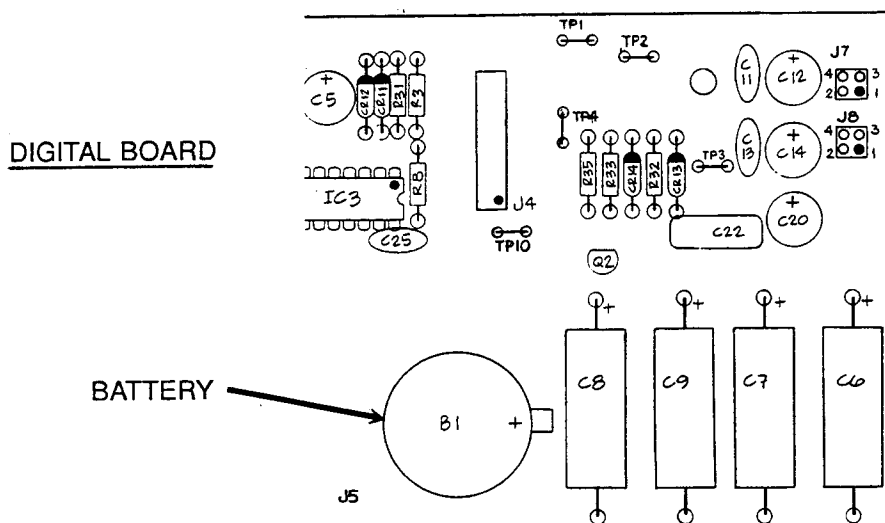 TP1
TP2
J7
C5
+
CR12
CR11
R31
R3
C11
+
C12
4 3
2 1
TP4
J8
DIGITAL BOARD
R8
R35
R33
CR14
R32
CR13
TP3
C13
+
C14
4 3
2 1
IC3
J4
C25
TP10
C22
+
C20
Q2
+
+
+
+
C8
C9
C7
C6
BATTERY
B1
+
J5